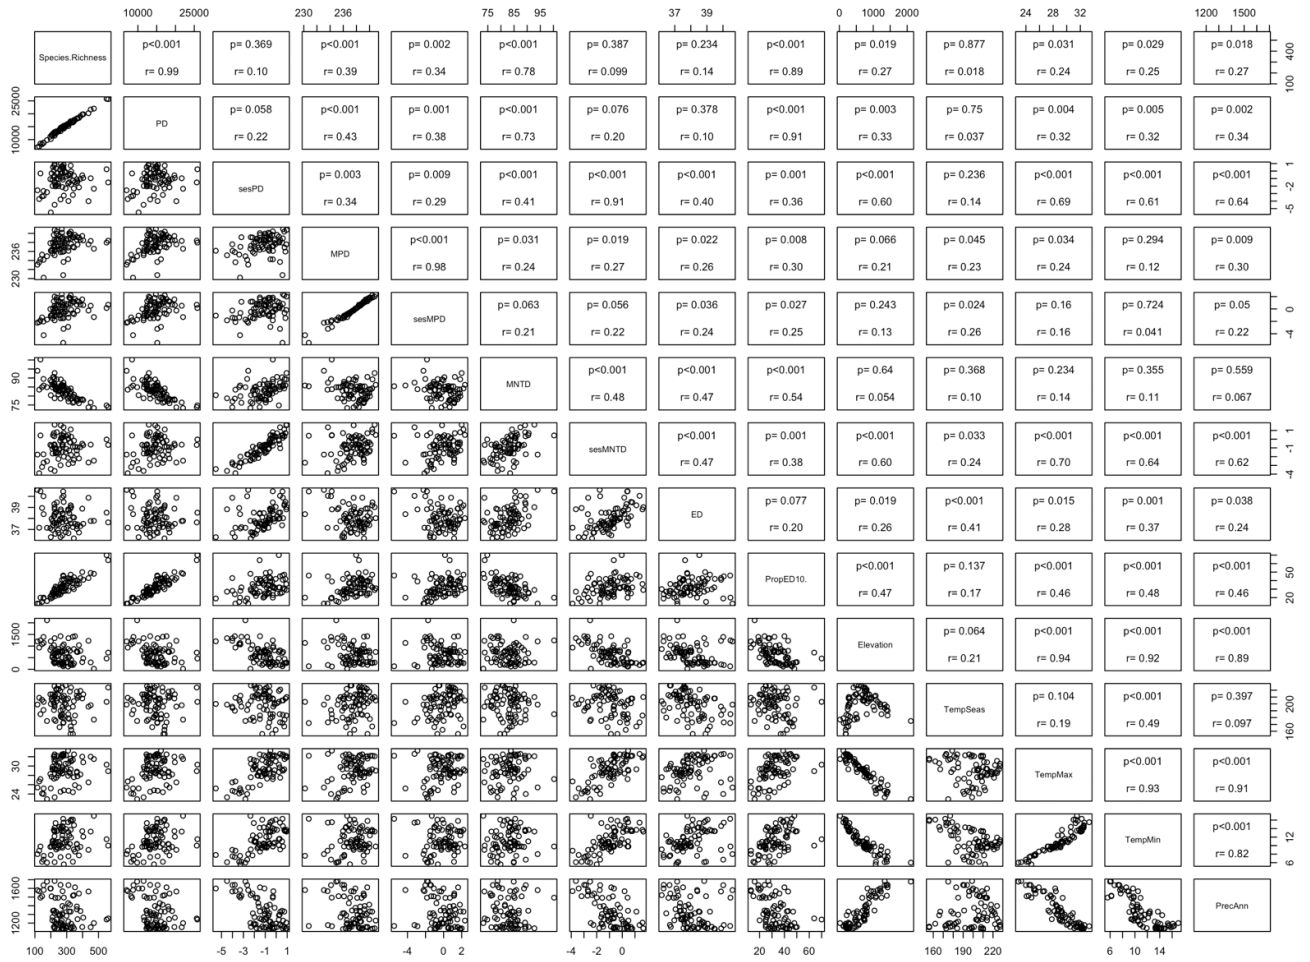 10000 25000 230 236 75 85 95 37 39 0 1000 2000 24 28 32 1200 1500
Species.Richness p<0.001 p= 0.369 p<0.001 p= 0.002 p<0.001 p= 0.387 p= 0.234 p<0.001 p= 0.019 p= 0.877 p= 0.031 p= 0.029 p= 0.018
r= 0.99 r= 0.10 r= 0.39 r= 0.34 r= 0.78 r= 0.099 r= 0.14 r= 0.89 r= 0.27 r= 0.018 r= 0.24 r= 0.25 r= 0.27
100 400
10000 25000
PD p= 0.058 p<0.001 p= 0.001 p<0.001 p= 0.076 p= 0.378 p<0.001 p= 0.003 p= 0.75 p= 0.004 p= 0.005 p= 0.002
r= 0.22 r= 0.43 r= 0.38 r= 0.73 r= 0.20 r= 0.10 r= 0.91 r= 0.33 r= 0.037 r= 0.32 r= 0.32 r= 0.34
sesPD p= 0.003 p= 0.009 p<0.001 p<0.001 p<0.001 p= 0.001 p<0.001 p= 0.236 p<0.001 p<0.001 p<0.001
r= 0.34 r= 0.29 r= 0.41 r= 0.91 r= 0.40 r= 0.36 r= 0.60 r= 0.14 r= 0.69 r= 0.61 r= 0.64
-5 -2 1
230 236
MPD p<0.001 p= 0.031 p= 0.019 p= 0.022 p= 0.008 p= 0.066 p= 0.045 p= 0.034 p= 0.294 p= 0.009
r= 0.98 r= 0.24 r= 0.27 r= 0.26 r= 0.30 r= 0.21 r= 0.23 r= 0.24 r= 0.12 r= 0.30
sesMPD p= 0.063 p= 0.056 p= 0.036 p= 0.027 p= 0.243 p= 0.024 p= 0.16 p= 0.724 p= 0.05
r= 0.21 r= 0.22 r= 0.24 r= 0.25 r= 0.13 r= 0.26 r= 0.16 r= 0.041 r= 0.22
-4 0
75 90
MNTD p<0.001 p<0.001 p<0.001 p= 0.64 p= 0.368 p= 0.234 p= 0.355 p= 0.559
r= 0.48 r= 0.47 r= 0.54 r= 0.054 r= 0.10 r= 0.14 r= 0.11 r= 0.067
sesMNTD p<0.001 p= 0.001 p<0.001 p= 0.033 p<0.001 p<0.001 p<0.001
r= 0.47 r= 0.38 r= 0.60 r= 0.24 r= 0.70 r= 0.64 r= 0.62
-4 -1 1
37 39
ED p= 0.077 p= 0.019 p<0.001 p= 0.015 p= 0.001 p= 0.038
r= 0.20 r= 0.26 r= 0.41 r= 0.28 r= 0.37 r= 0.24
PropED10. p<0.001 p= 0.137 p<0.001 p<0.001 p<0.001
r= 0.47 r= 0.17 r= 0.46 r= 0.48 r= 0.46
20 50
0 1500
Elevation p= 0.064 p<0.001 p<0.001 p<0.001
r= 0.21 r= 0.94 r= 0.92 r= 0.89
TempSeas p= 0.104 p<0.001 p= 0.397
r= 0.19 r= 0.49 r= 0.097
160 200
24 30
TempMax p<0.001 p<0.001
r= 0.93 r= 0.91
TempMin p<0.001
r= 0.82
6 12
1200 1600
PrecAnn
100 300 500 -5 -3 -1 1 -4 -2 0 2 -4 -2 0 20 40 60 160 190 220 6 10 14